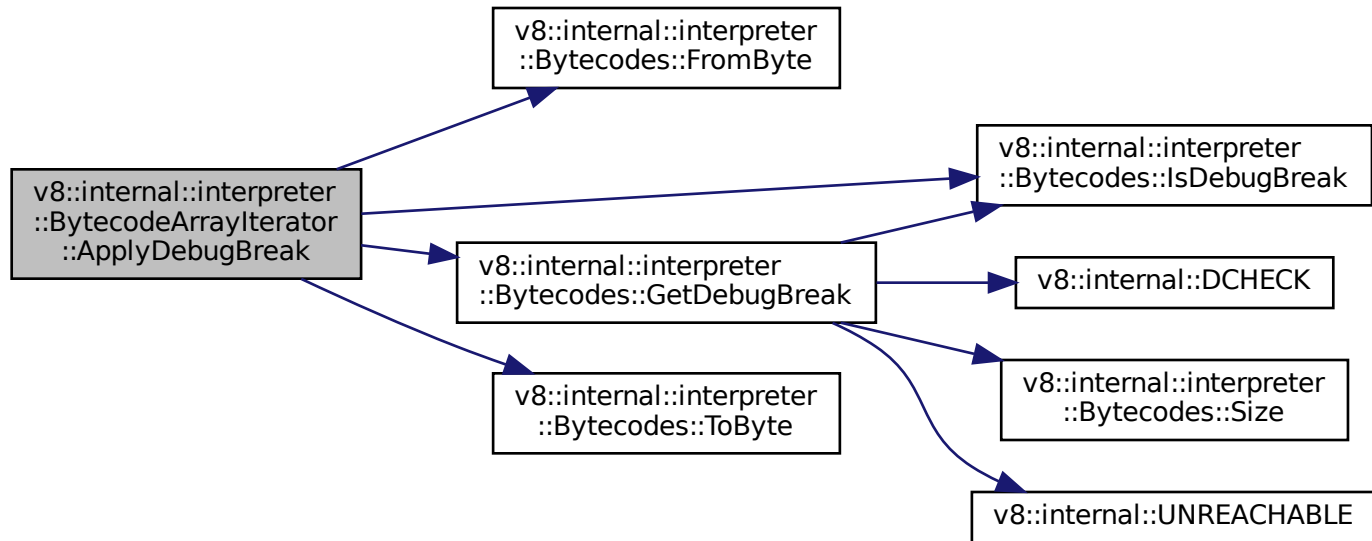 v8::internal::interpreter
::Bytecodes::FromByte
v8::internal::interpreter
::Bytecodes::IsDebugBreak
v8::internal::interpreter
::BytecodeArrayIterator
::ApplyDebugBreak
v8::internal::interpreter
::Bytecodes::GetDebugBreak
v8::internal::DCHECK
v8::internal::interpreter
::Bytecodes::Size
v8::internal::interpreter
::Bytecodes::ToByte
v8::internal::UNREACHABLE